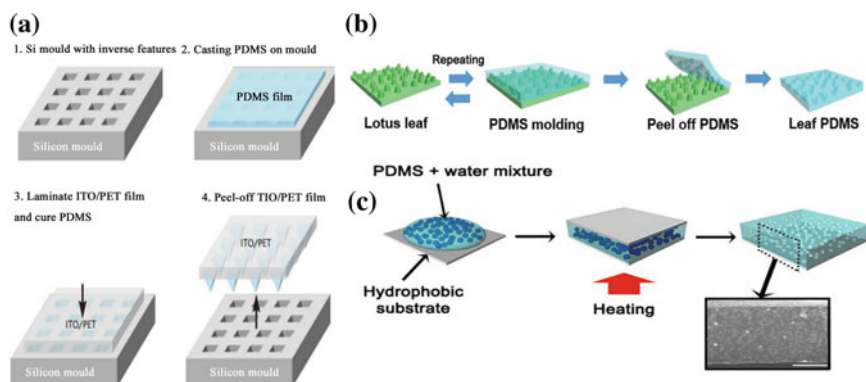 (a)
1. Si mould with inverse features
2. Casting PDMS on mould
PDMS film
Silicon mould
Silicon mould
3. Laminate ITO/PET film
and cure PDMS
4. Peel-off TIO/PET film
ITO/PET
ITO/PET
Silicon mould
Silicon mould
(b)
Repeating
Lotus leaf
PDMS molding
Peel off PDMS
Leaf PDMS
(c)
PDMS + water mixture
Hydrophobic
substrate
Heating